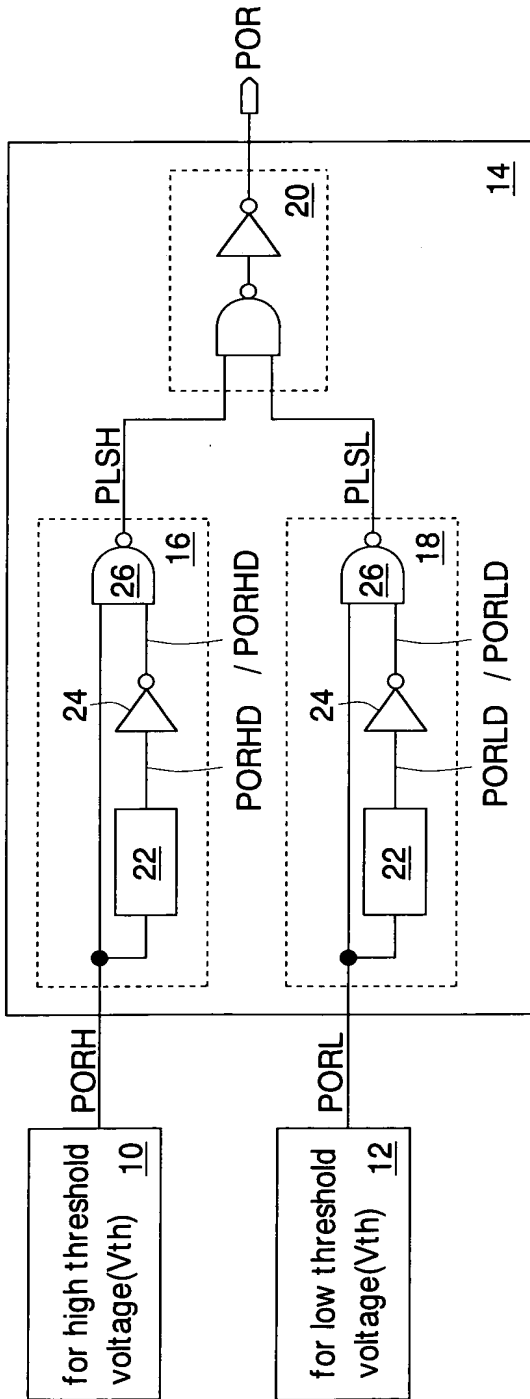 for high threshold
voltage(Vth) 10
PORH
22
24
PORHD
/ PORHD
26
16
PLSH
for low threshold
voltage(Vth) 12
PORL
22
24
PORLD
/ PORLD
26
18
PLSL
20
14
POR